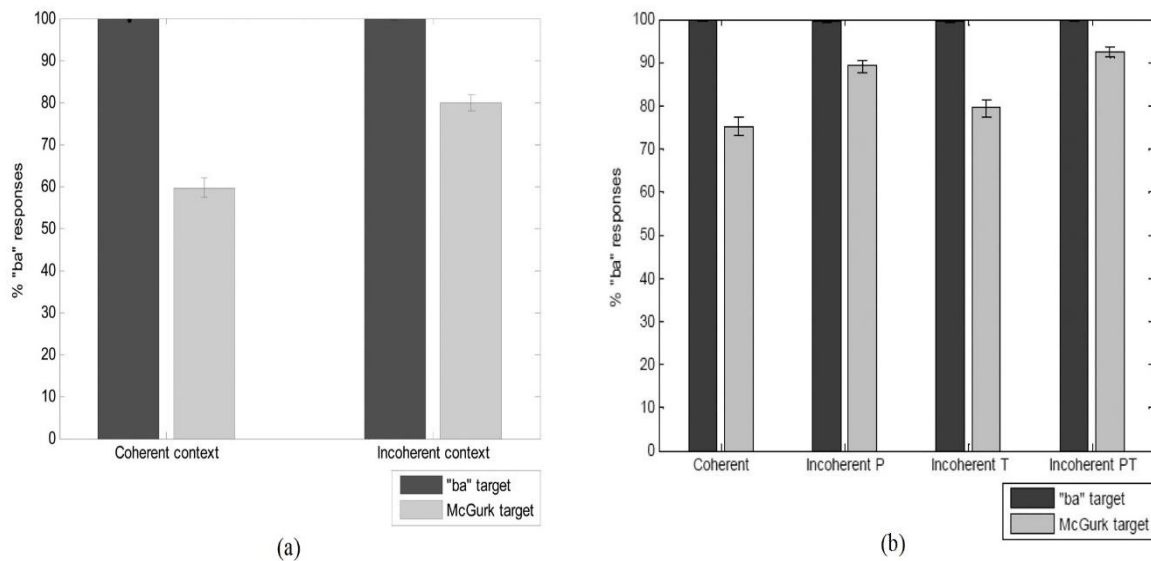 % "ba" responses
100
90
80
70
60
50
40
30
20
10
0
Coherent context
Incoherent context
"ba" target
McGurk target
(a)
% "ba" responses
100
90
80
70
60
50
40
30
20
10
0
Coherent
Incoherent P
Incoherent T
Incoherent PT
"ba" target
McGurk target
(b)